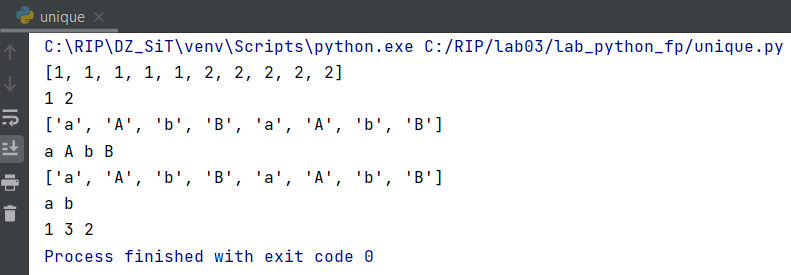 unique
C:\RIP\DZ_SiT\venv\Scripts\python.exe C:/RIP/lab03/lab_python_fp/unique.py
[1, 1, 1, 1, 1, 2, 2, 2, 2, 2]
1 2
['a', 'A', 'b', 'B', 'a', 'A', 'b', 'B']
a A b B
['a', 'A', 'b', 'B', 'a', 'A', 'b', 'B']
a b
1 3 2
Process finished with exit code 0